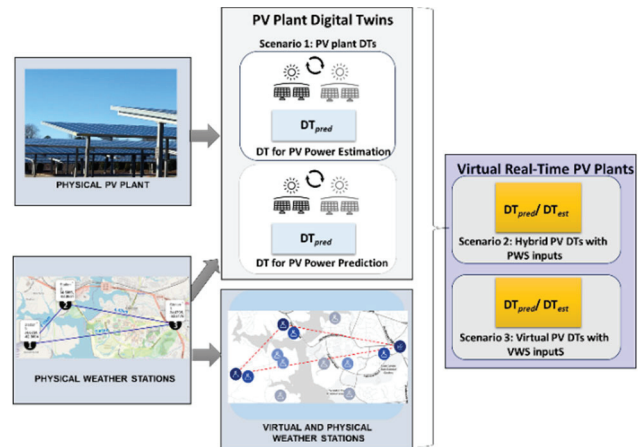 PV Plant Digital Twins
Scenario 1: PV plant DTs
DTpred
DT for PV Power Estimation
DTpred
DT for PV Power Prediction
PHYSICAL PV PLANT
PHYSICAL WEATHER STATIONS
VIRTUAL AND PHYSICAL
WEATHER STATIONS
Virtual Real-Time PV Plants
DTpred/ DTest
Scenario 2: Hybrid PV DTs with
PWS inputs
DTpred/ DTest
Scenario 3: Virtual PV DTs with
VWS inputS